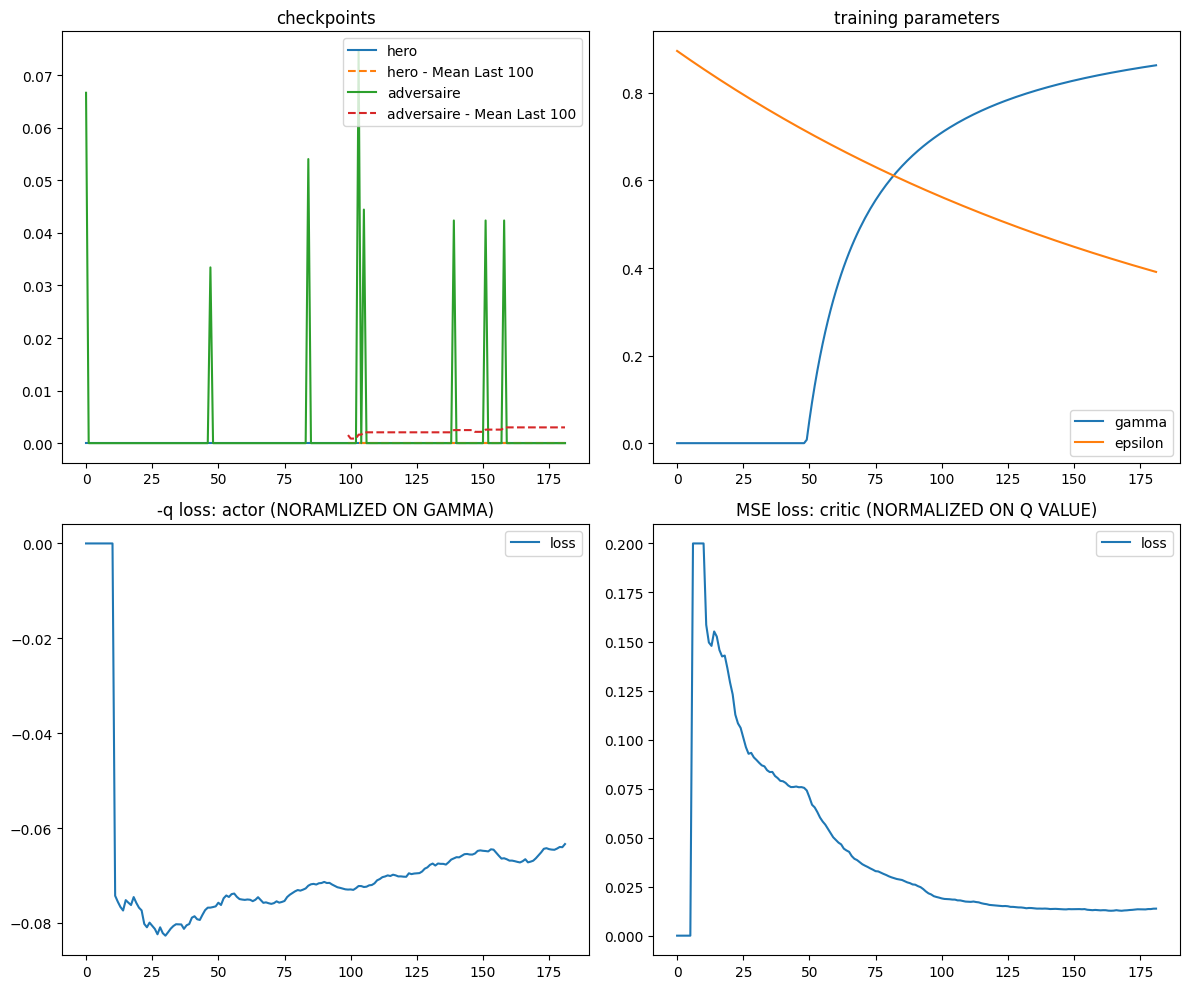 checkpoints
0.07
0.06
0.05
0.04
0.03
0.02
0.01
0.00
0 25 50 75 100 125 150 175
hero
hero - Mean Last 100
adversaire
adversaire - Mean Last 100
training parameters
0.8
0.6
0.4
0.2
0.0
0 25 50 75 100 125 150 175
gamma
epsilon
-q loss: actor (NORAMLIZED ON GAMMA)
0.00
−0.02
−0.04
−0.06
−0.08
0 25 50 75 100 125 150 175
loss
MSE loss: critic (NORMALIZED ON Q VALUE)
0.200
0.175
0.150
0.125
0.100
0.075
0.050
0.025
0.000
0 25 50 75 100 125 150 175
loss